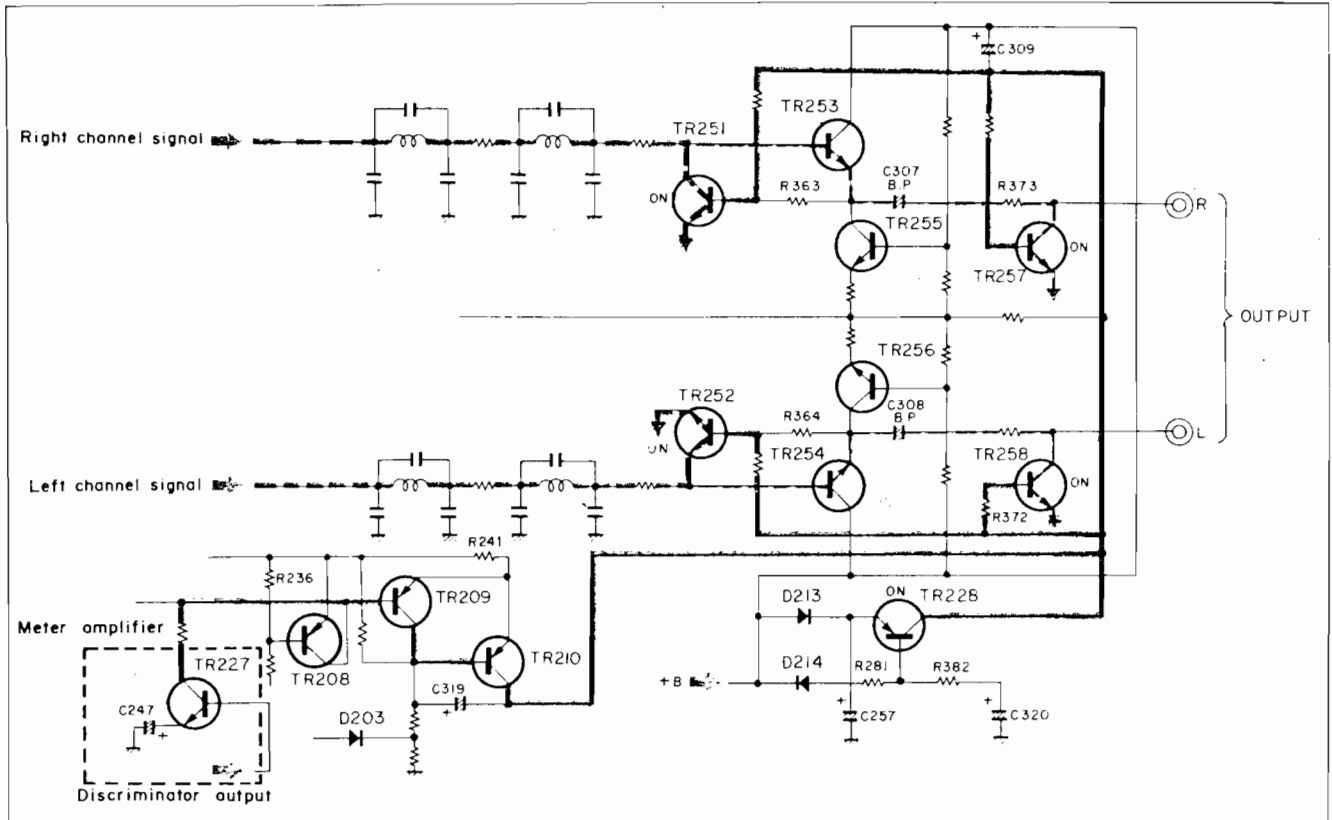 C309
TR253
TR251
Right channel signal
C307
B.P
R363
R373
ON
R
TR255
ON
TR257
OUTPUT
TR256
TR252
C308
B.P
R364
ON
L
TR254
TR258
ON
Left channel signal
R372
R241
R236
TR209
D213
ON
TR228
Meter amplifier
TR227
TR208
TR210
+B
D214
R281
R382
C247
+
C319
+
D203
+
C257
+
C320
Discriminator output